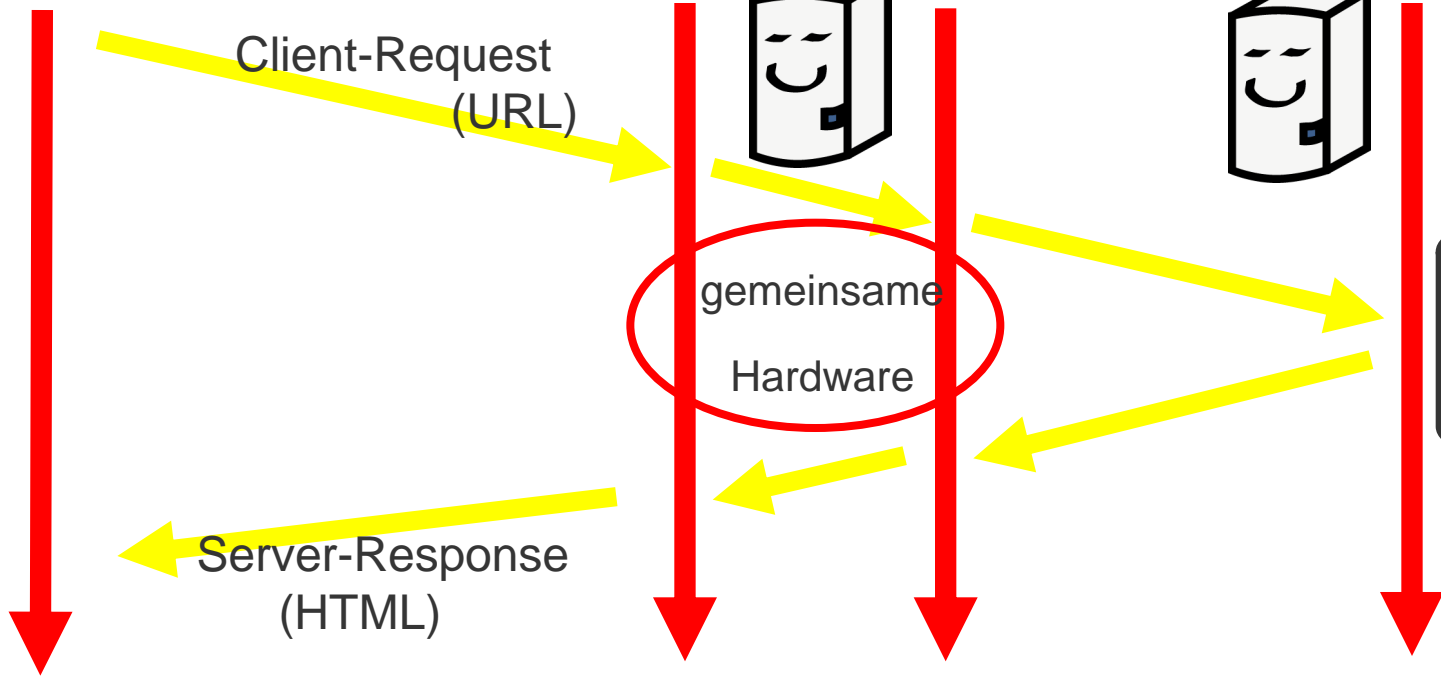 Client-Request
(URL)
gemeinsame
Hardware
Server-Response
(HTML)